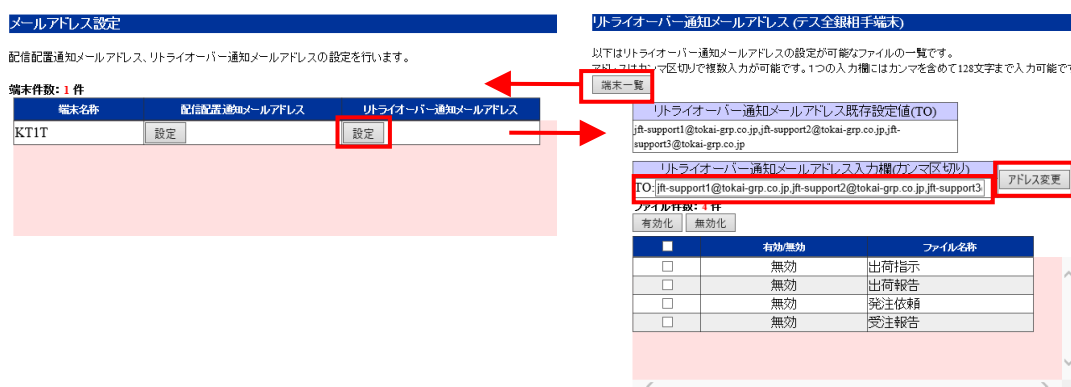 メールアドレス設定
配信配置通知メールアドレス、リトライオーバー通知メールアドレスの設定を行います。
端末件数: 1 件
端末名称 配信配置通知メールアドレス リトライオーバー通知メールアドレス
KT1T 設定 設定
リトライオーバー通知メールアドレス (テス全銀相手端末)
以下はリトライオーバー通知メールアドレスの設定が可能なファイルの一覧です。
アドレスはカンマ区切りで複数入力が可能です。1つの入力欄にはカンマを含めて128文字まで入力可能です
端末一覧
リトライオーバー通知メールアドレス既存設定値(TO)
jft-support1@tokai-grp.co.jp,jft-support2@tokai-grp.co.jp,jft-
support3@tokai-grp.co.jp
リトライオーバー通知メールアドレス入力欄(カンマ区切り)
TO: jft-support1@tokai-grp.co.jp,jft-support2@tokai-grp.co.jp,jft-support3
アドレス変更
ファイル件数: 4 件
有効化 無効化
有効/無効 ファイル名称
無効 出荷指示
無効 出荷報告
無効 発注依頼
無効 受注報告